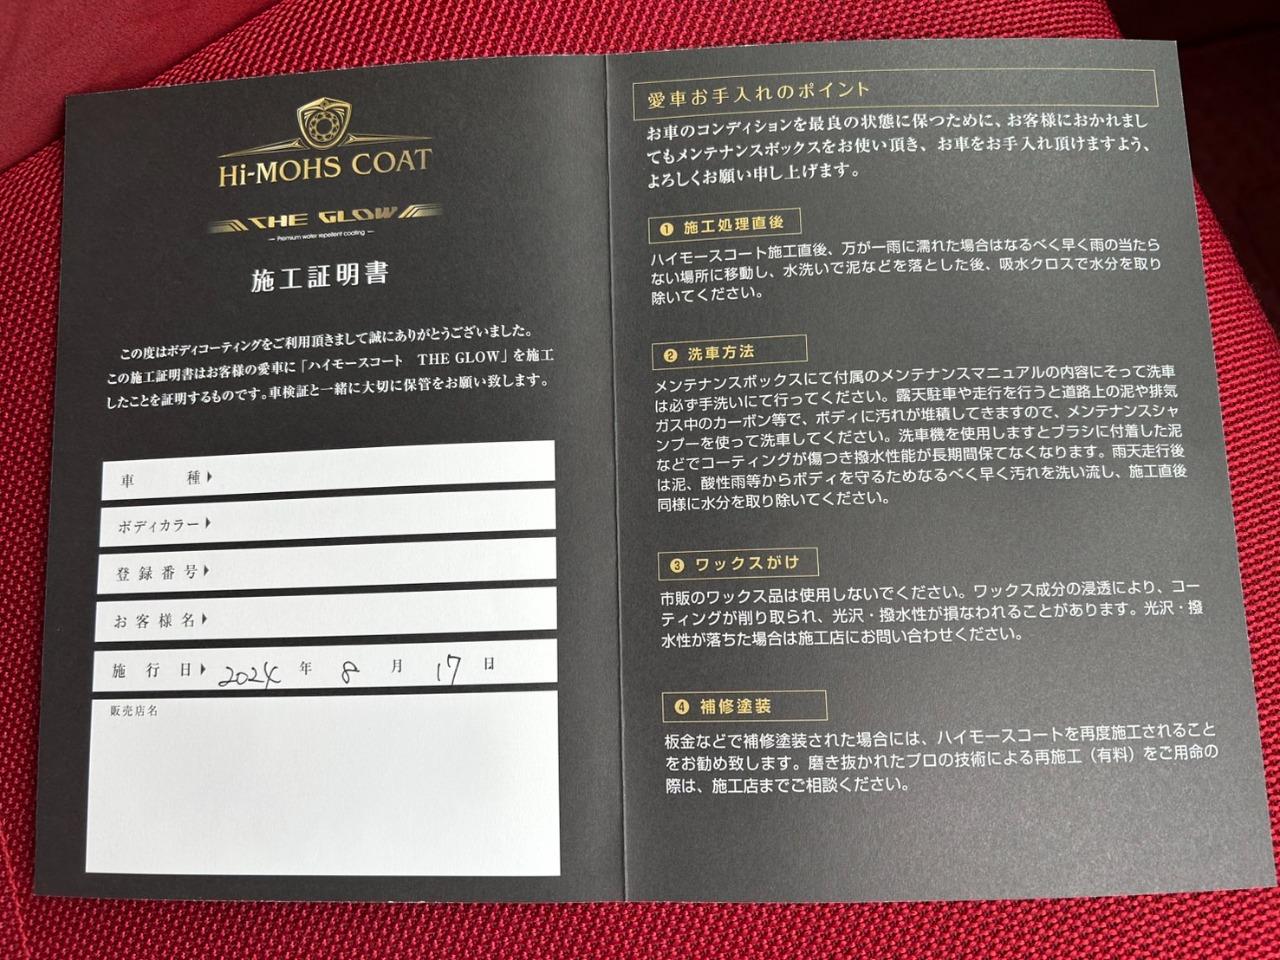 Hi-MOHS COAT
THE GLOW
Premium water repellent coating
施工証明書
この度はボディコーティングをご利用頂きまして誠にありがとうございました。
この施工証明書はお客様の愛車に「ハイモースコート THE GLOW」を施工
したことを証明するものです。車検証と一緒に大切に保管をお願い致します。
車種
ボディカラー
登録番号
お客様名
施行日 2024 年 8 月 17 日
販売店名
愛車お手入れのポイント
お車のコンディションを最良の状態に保つために、お客様におかれまし
てもメンテナンスボックスをお使い頂き、お車をお手入れ頂けますよう、
よろしくお願い申し上げます。
❶ 施工処理直後
ハイモースコート施工直後、万が一雨に濡れた場合はなるべく早く雨の当たら
ない場所に移動し、水洗いで泥などを落とした後、吸水クロスで水分を取り
除いてください。
❷ 洗車方法
メンテナンスボックスにて付属のメンテナンスマニュアルの内容にそって洗車
は必ず手洗いにて行ってください。露天駐車や走行を行うと道路上の泥や排気
ガス中のカーボン等で、ボディに汚れが堆積してきますので、メンテナンスシャ
ンプーを使って洗車してください。洗車機を使用しますとブラシに付着した泥
などでコーティングが傷つき撥水性能が長期間保てなくなります。雨天走行後
は泥、酸性雨等からボディを守るためなるべく早く汚れを洗い流し、施工直後
同様に水分を取り除いてください。
❸ ワックスがけ
市販のワックス品は使用しないでください。ワックス成分の浸透により、コー
ティングが削り取られ、光沢・撥水性が損なわれることがあります。光沢・撥
水性が落ちた場合は施工店にお問い合わせください。
❹ 補修塗装
板金などで補修塗装された場合には、ハイモースコートを再度施工されること
をお勧め致します。磨き抜かれたプロの技術による再施工（有料）をご用命の
際は、施工店までご相談ください。